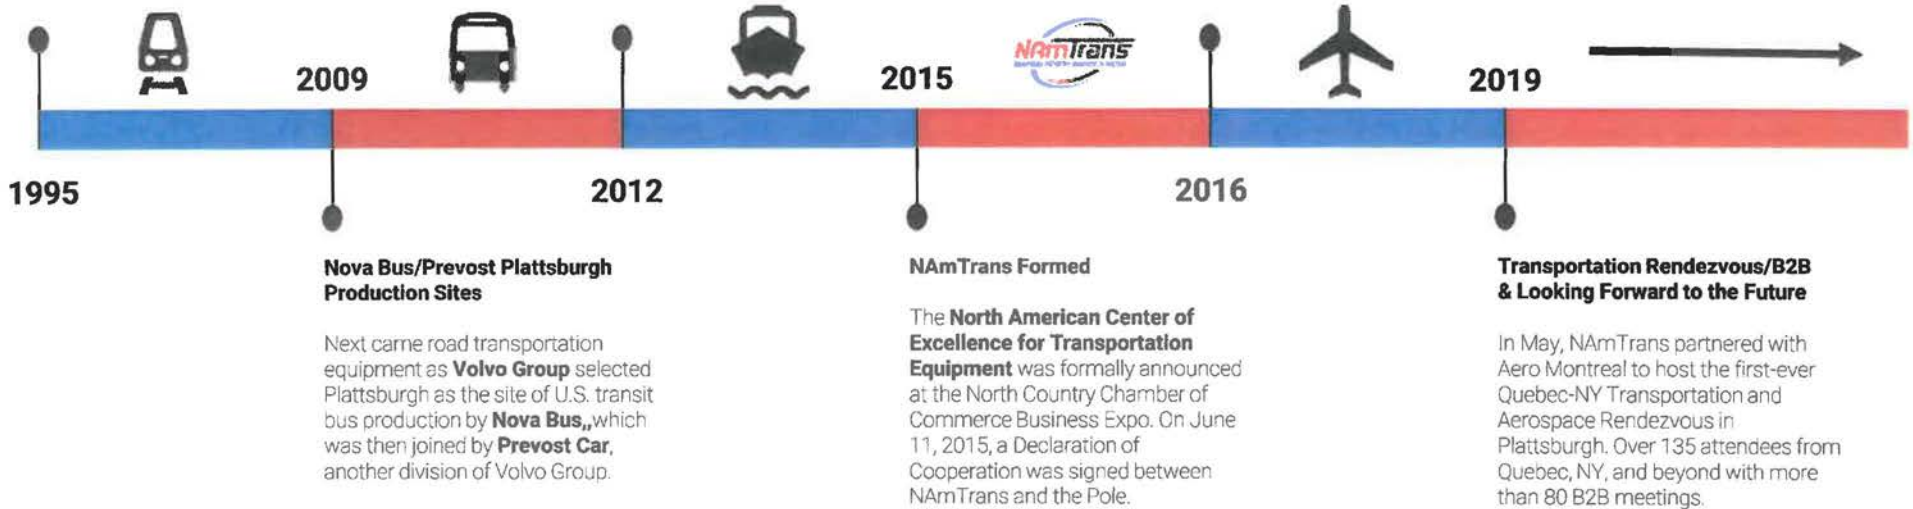 2009
2015
NAmTrans
2019
1995
2012
2016
Nova Bus/Prevost Plattsburgh
Production Sites
Next came road transportation
equipment as Volvo Group selected
Plattsburgh as the site of U.S. transit
bus production by Nova Bus,,which
was then joined by Prevost Car,
another division of Volvo Group.
NAmTrans Formed
The North American Center of
Excellence for Transportation
Equipment was formally announced
at the North Country Chamber of
Commerce Business Expo. On June
11, 2015, a Declaration of
Cooperation was signed between
NAmTrans and the Pole.
Transportation Rendezvous/B2B
& Looking Forward to the Future
In May, NAmTrans partnered with
Aero Montreal to host the first-ever
Quebec-NY Transportation and
Aerospace Rendezvous in
Plattsburgh. Over 135 attendees from
Quebec, NY, and beyond with more
than 80 B2B meetings.